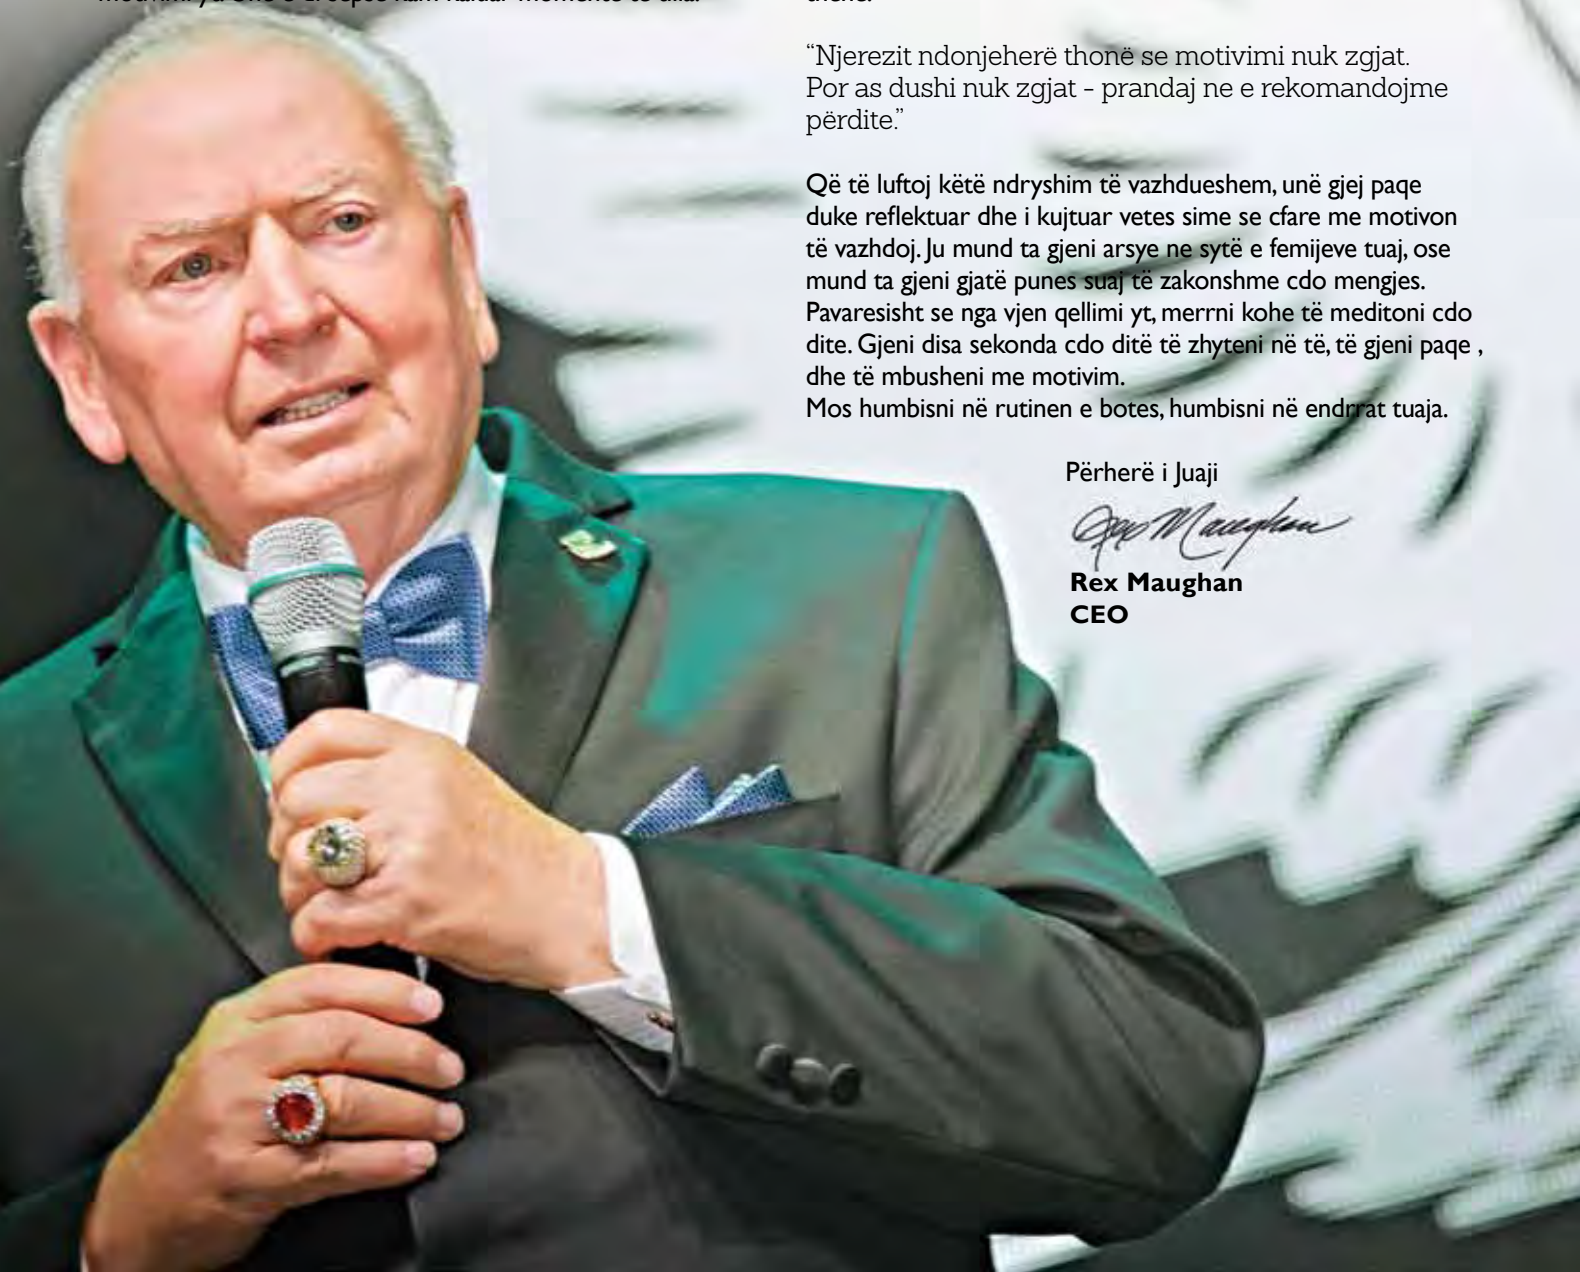 “Njerezit ndonjeherë thonë se motivimi nuk zgjat.
Por as dushi nuk zgjat - prandaj ne e rekomandojme
përdite.”
Që të luftoj këtë ndryshim të vazhdueshem, unë gjej paqe
duke reflektuar dhe i kujtuar vetes sime se cfare me motivon
të vazhdoj. Ju mund ta gjeni arsye ne sytë e femijeve tuaj, ose
mund ta gjeni gjatë punes suaj të zakonshme cdo mengjes.
Pavaresisht se nga vjen qellimi yt, merrni kohe të meditoni cdo
dite. Gjeni disa sekonda cdo ditë të zhyteni në të, të gjeni paqe ,
dhe të mbusheni me motivim.
Mos humbisni në rutinen e botes, humbisni në endrrat tuaja.
Përherë i Juaji
Rex Maughan
Rex Maughan
CEO